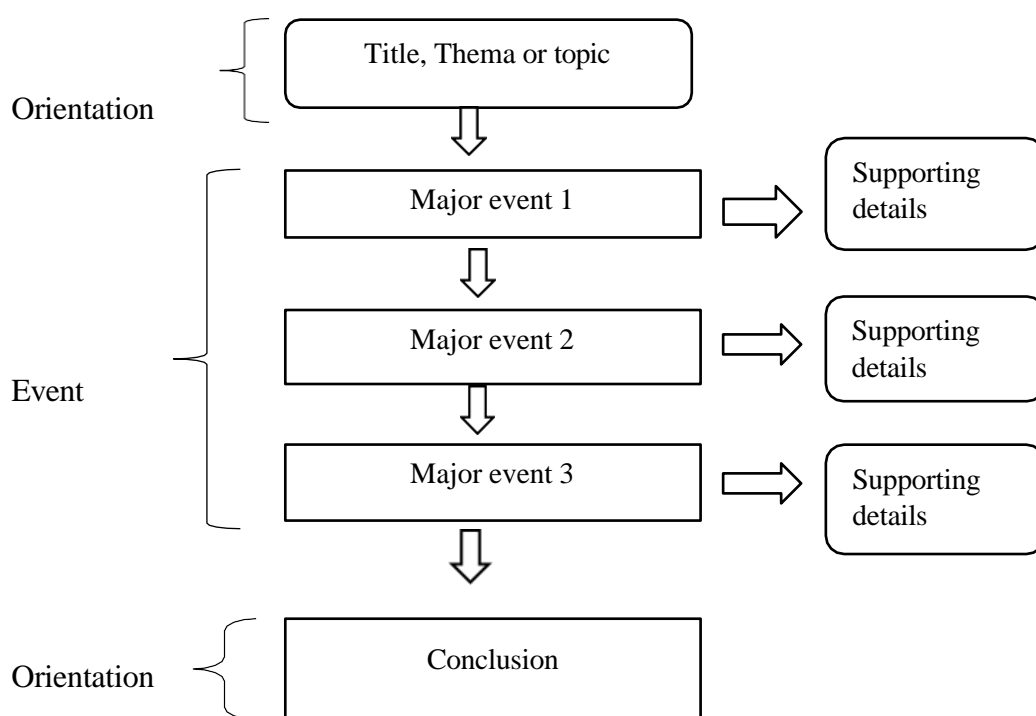 Title, Thema or topic
Orientation
Major event 1
Supporting
details
Major event 2
Supporting
details
Event
Major event 3
Supporting
details
Conclusion
Orientation